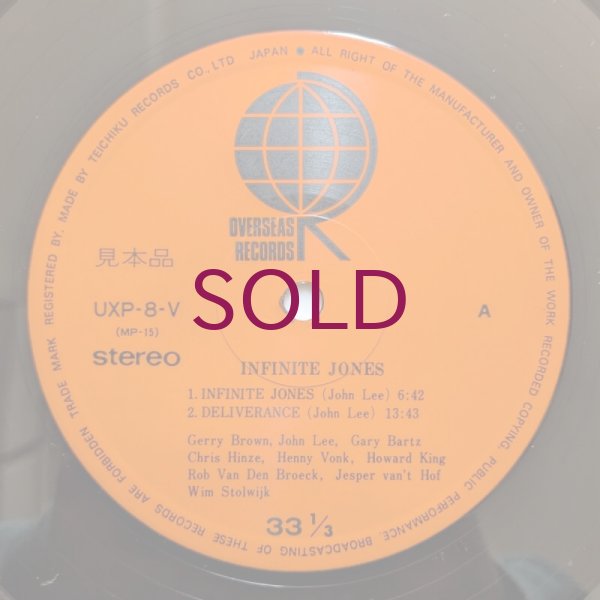 TRADE MARK REGISTERED BY. MADE BY TEICHIKU RECORDS CO., LTD JAPAN ● ALL RIGHT OF THE MANUFACTURER AND OWNER OF THE WORK RECORDED COPYING, PUBLIC PERFORMANCE, BROADCASTING OF THESE RECORDS ARE FORBIDDEN
OVERSEAS
RECORDS
見本品
UXP-8-V
(MP-15)
stereo
SOLD
A
INFINITE JONES
1. INFINITE JONES (John Lee) 6:42
2. DELIVERANCE (John Lee) 13:43
Gerry Brown, John Lee, Gary Bartz
Chris Hinze, Henny Vonk, Howard King
Rob Van Den Broeck, Jesper van't Hof
Wim Stolwijk
33 1/3